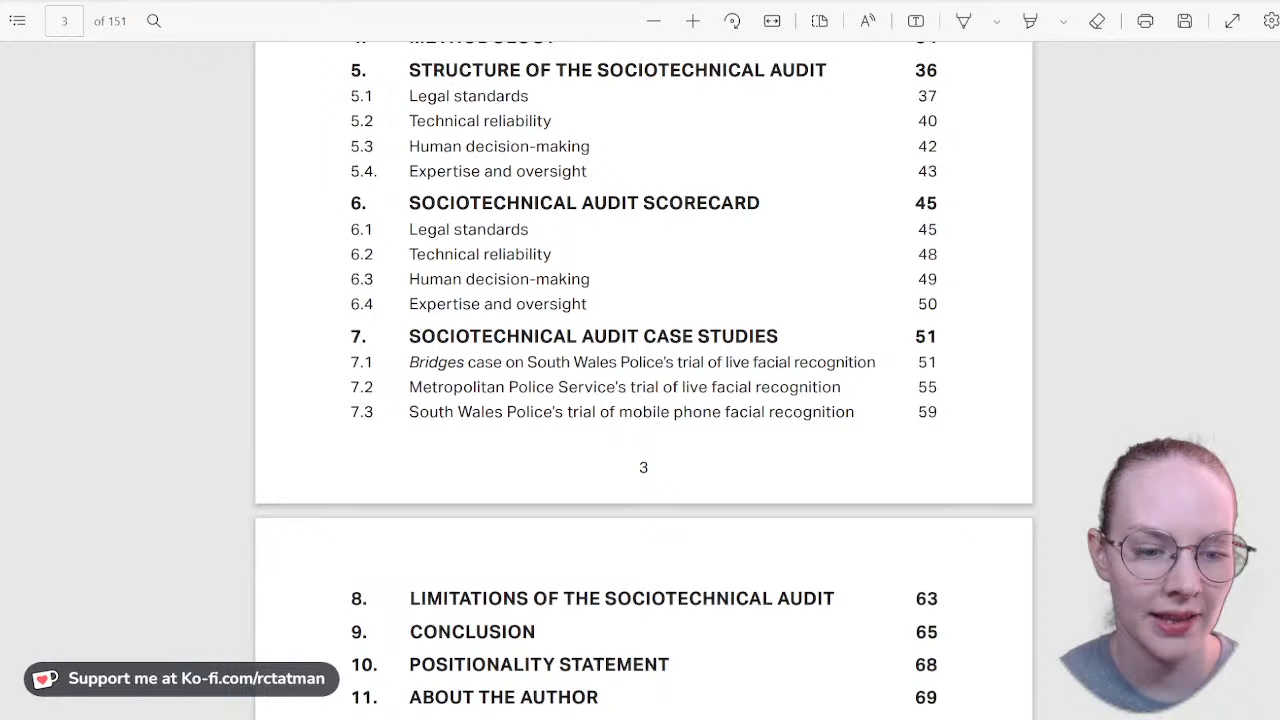 3 of 151
5. STRUCTURE OF THE SOCIOTECHNICAL AUDIT 36
5.1 Legal standards 37
5.2 Technical reliability 40
5.3 Human decision-making 42
5.4. Expertise and oversight 43
6. SOCIOTECHNICAL AUDIT SCORECARD 45
6.1 Legal standards 45
6.2 Technical reliability 48
6.3 Human decision-making 49
6.4 Expertise and oversight 50
7. SOCIOTECHNICAL AUDIT CASE STUDIES 51
7.1 Bridges case on South Wales Police’s trial of live facial recognition 51
7.2 Metropolitan Police Service’s trial of live facial recognition 55
7.3 South Wales Police’s trial of mobile phone facial recognition 59
3
8. LIMITATIONS OF THE SOCIOTECHNICAL AUDIT 63
9. CONCLUSION 65
10. POSITIONALITY STATEMENT 68
11. ABOUT THE AUTHOR 69
Support me at Ko-fi.com/rctatman